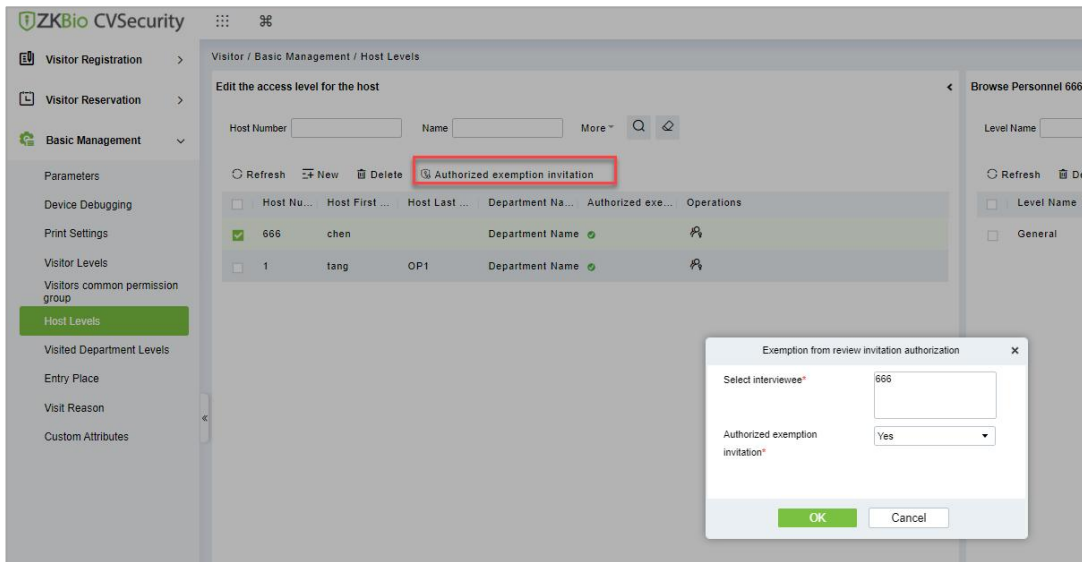 ZKBio CVSecurity
Visitor Registration
Visitor Reservation
Basic Management
Parameters
Device Debugging
Print Settings
Visitor Levels
Visitors common permission
group
Host Levels
Visited Department Levels
Entry Place
Visit Reason
Custom Attributes
Visitor / Basic Management / Host Levels
Edit the access level for the host
Host Number Name More
Refresh New Delete Authorized exemption invitation
Host Nu... Host First ... Host Last ... Department Na... Authorized exe... Operations
666 chen Department Name
1 tang OP1 Department Name
Browse Personnel 666
Level Name
Refresh
Level Name
General
Exemption from review invitation authorization
Select interviewee* 666
Authorized exemption Yes
invitation*
OK Cancel